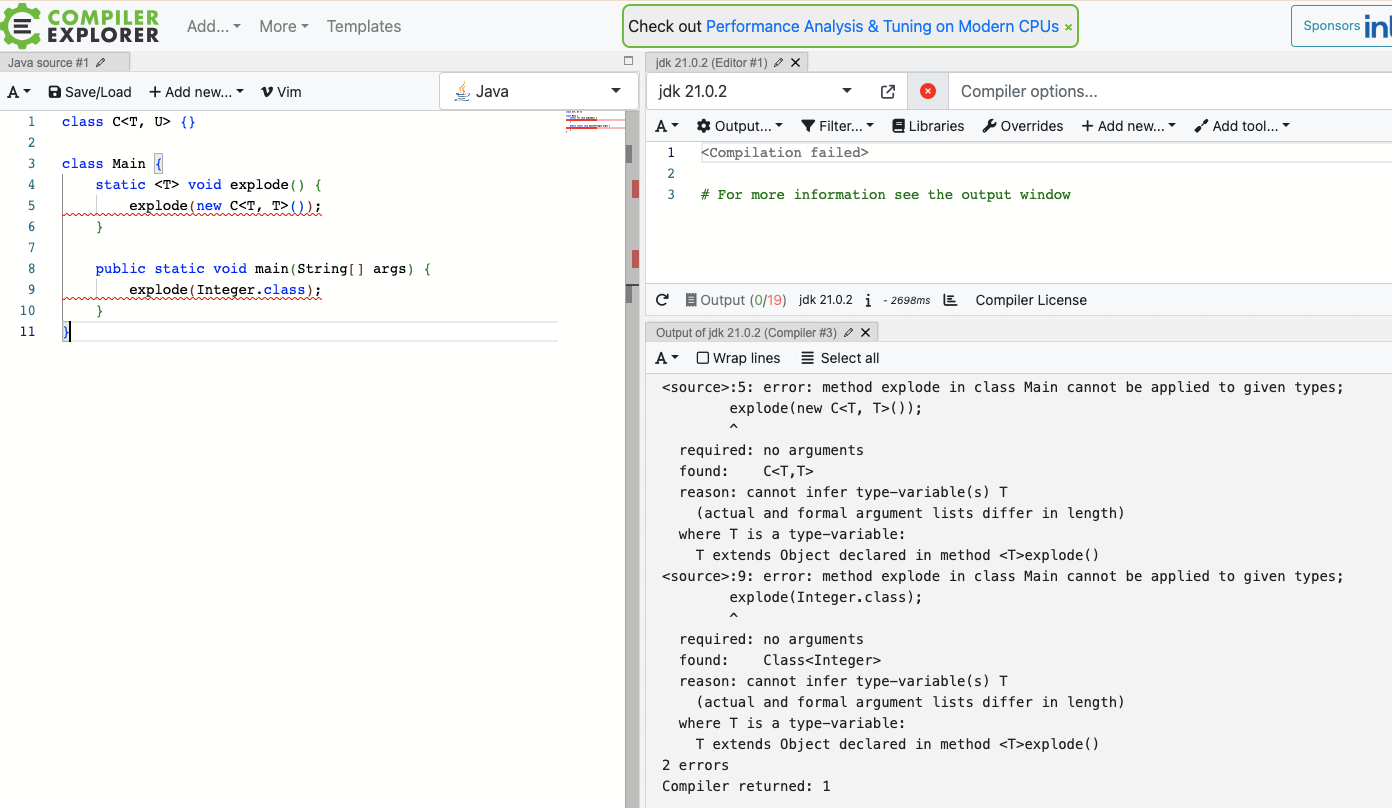 COMPILER
EXPLORER
Add...
More
Templates
Check out Performance Analysis & Tuning on Modern CPUs ×
Sponsors
Java source #1
A
Save/Load
+ Add new...
Vim
Java
1 class C<T, U> {}
2
3 class Main {
4 static <T> void explode() {
5 explode(new C<T, T>());
6 }
7
8 public static void main(String[] args) {
9 explode(Integer.class);
10 }
11 }
jdk 21.0.2 (Editor #1)
jdk 21.0.2
Compiler options...
A
Output...
Filter...
Libraries
Overrides
+ Add new...
Add tool...
1 <Compilation failed>
2
3 # For more information see the output window
Output (0/19) jdk 21.0.2 i - 2698ms Compiler License
Output of jdk 21.0.2 (Compiler #3)
A
Wrap lines
Select all
<source>:5: error: method explode in class Main cannot be applied to given types;
explode(new C<T, T>());
^
required: no arguments
found: C<T,T>
reason: cannot infer type-variable(s) T
(actual and formal argument lists differ in length)
where T is a type-variable:
T extends Object declared in method <T>explode()
<source>:9: error: method explode in class Main cannot be applied to given types;
explode(Integer.class);
^
required: no arguments
found: Class<Integer>
reason: cannot infer type-variable(s) T
(actual and formal argument lists differ in length)
where T is a type-variable:
T extends Object declared in method <T>explode()
2 errors
Compiler returned: 1